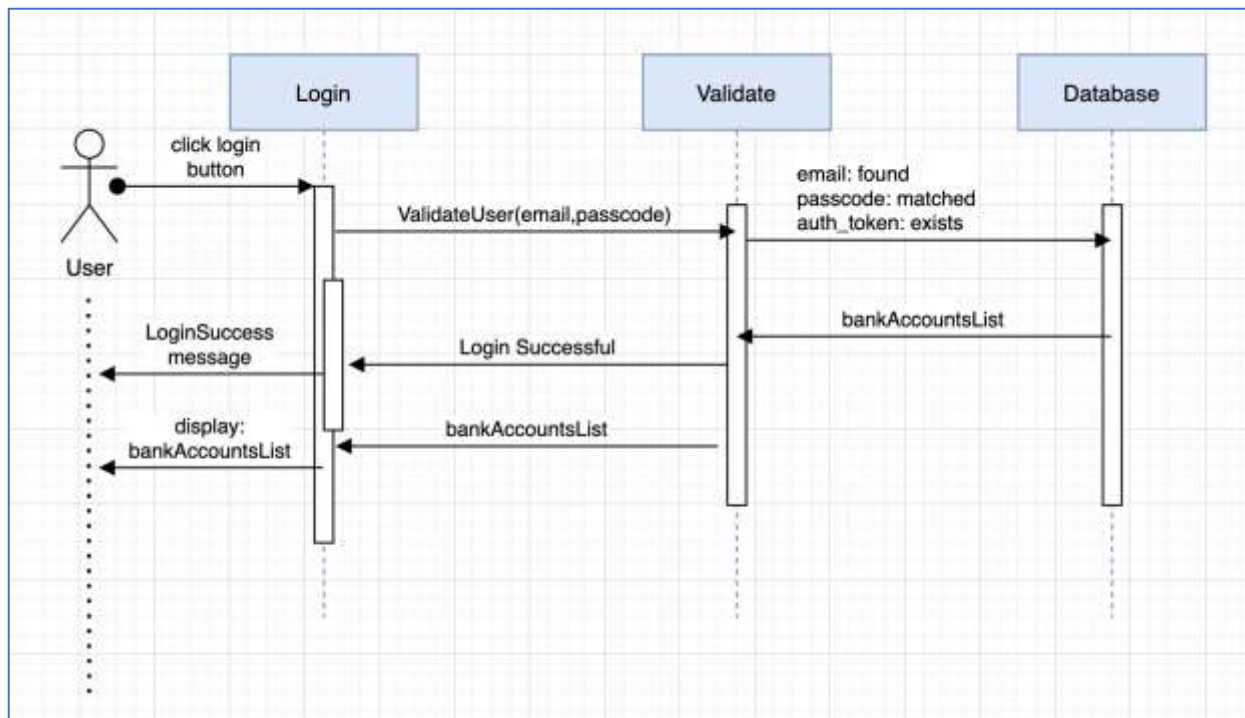 Login
Validate
Database
click login
button
email: found
passcode: matched
auth_token: exists
ValidateUser(email,passcode)
User
bankAccountsList
LoginSuccess
message
Login Successful
display:
bankAccountsList
bankAccountsList